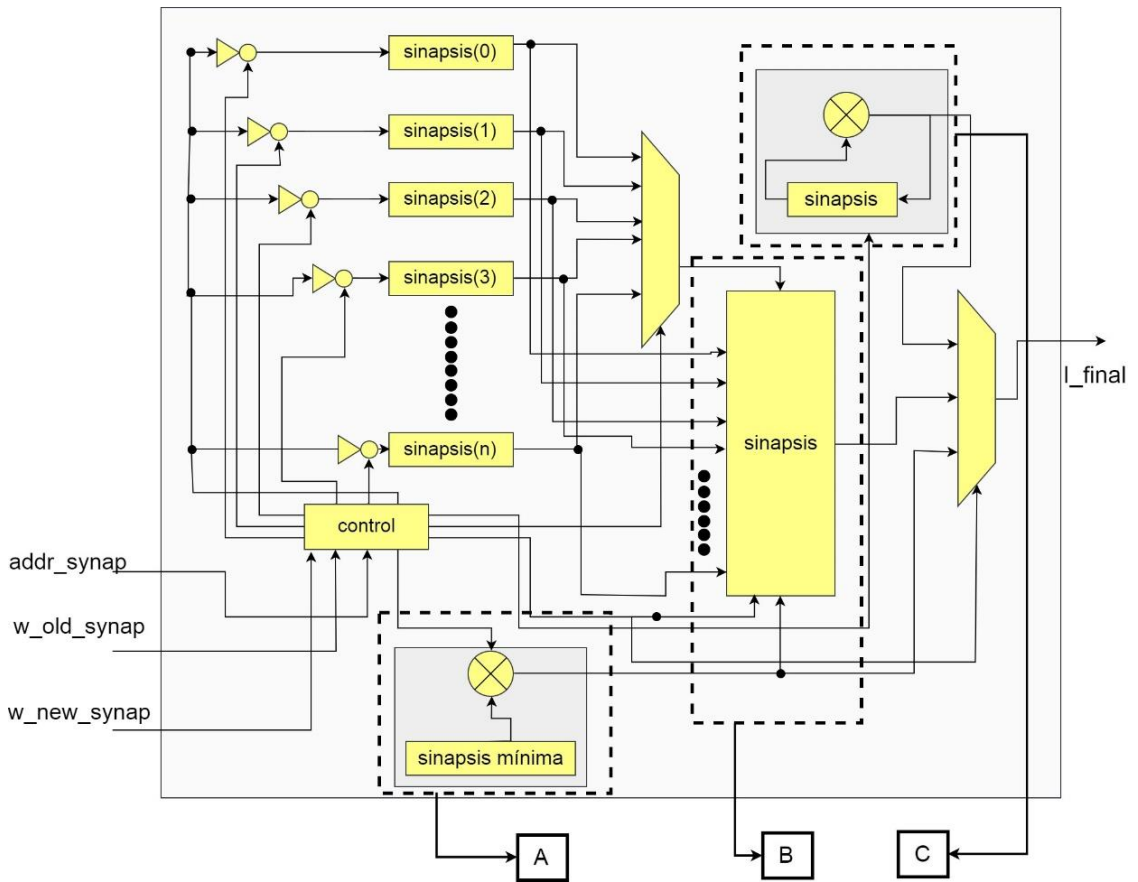 sinapsis(0)
sinapsis(1)
sinapsis(2)
sinapsis
sinapsis(3)
I_final
sinapsis(n)
sinapsis
control
addr_synap
w_old_synap
w_new_synap
sinapsis mínima
A
B
C